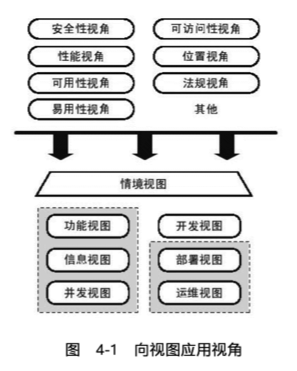 安全性视角 可访问性视角
性能视角 位置视角
可用性视角 法规视角
易用性视角 其他
情境视图
功能视图 开发视图
信息视图 部署视图
并发视图 运维视图
图 4-1 向视图应用视角